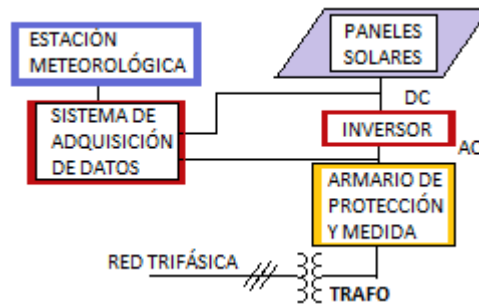 ESTACIÓN
METEOROLÓGICA
PANELES
SOLARES
DC
SISTEMA DE
ADQUISICIÓN
DE DATOS
INVERSOR
AC
ARMARIO DE
PROTECCIÓN
Y MEDIDA
RED TRIFÁSICA
TRAFO